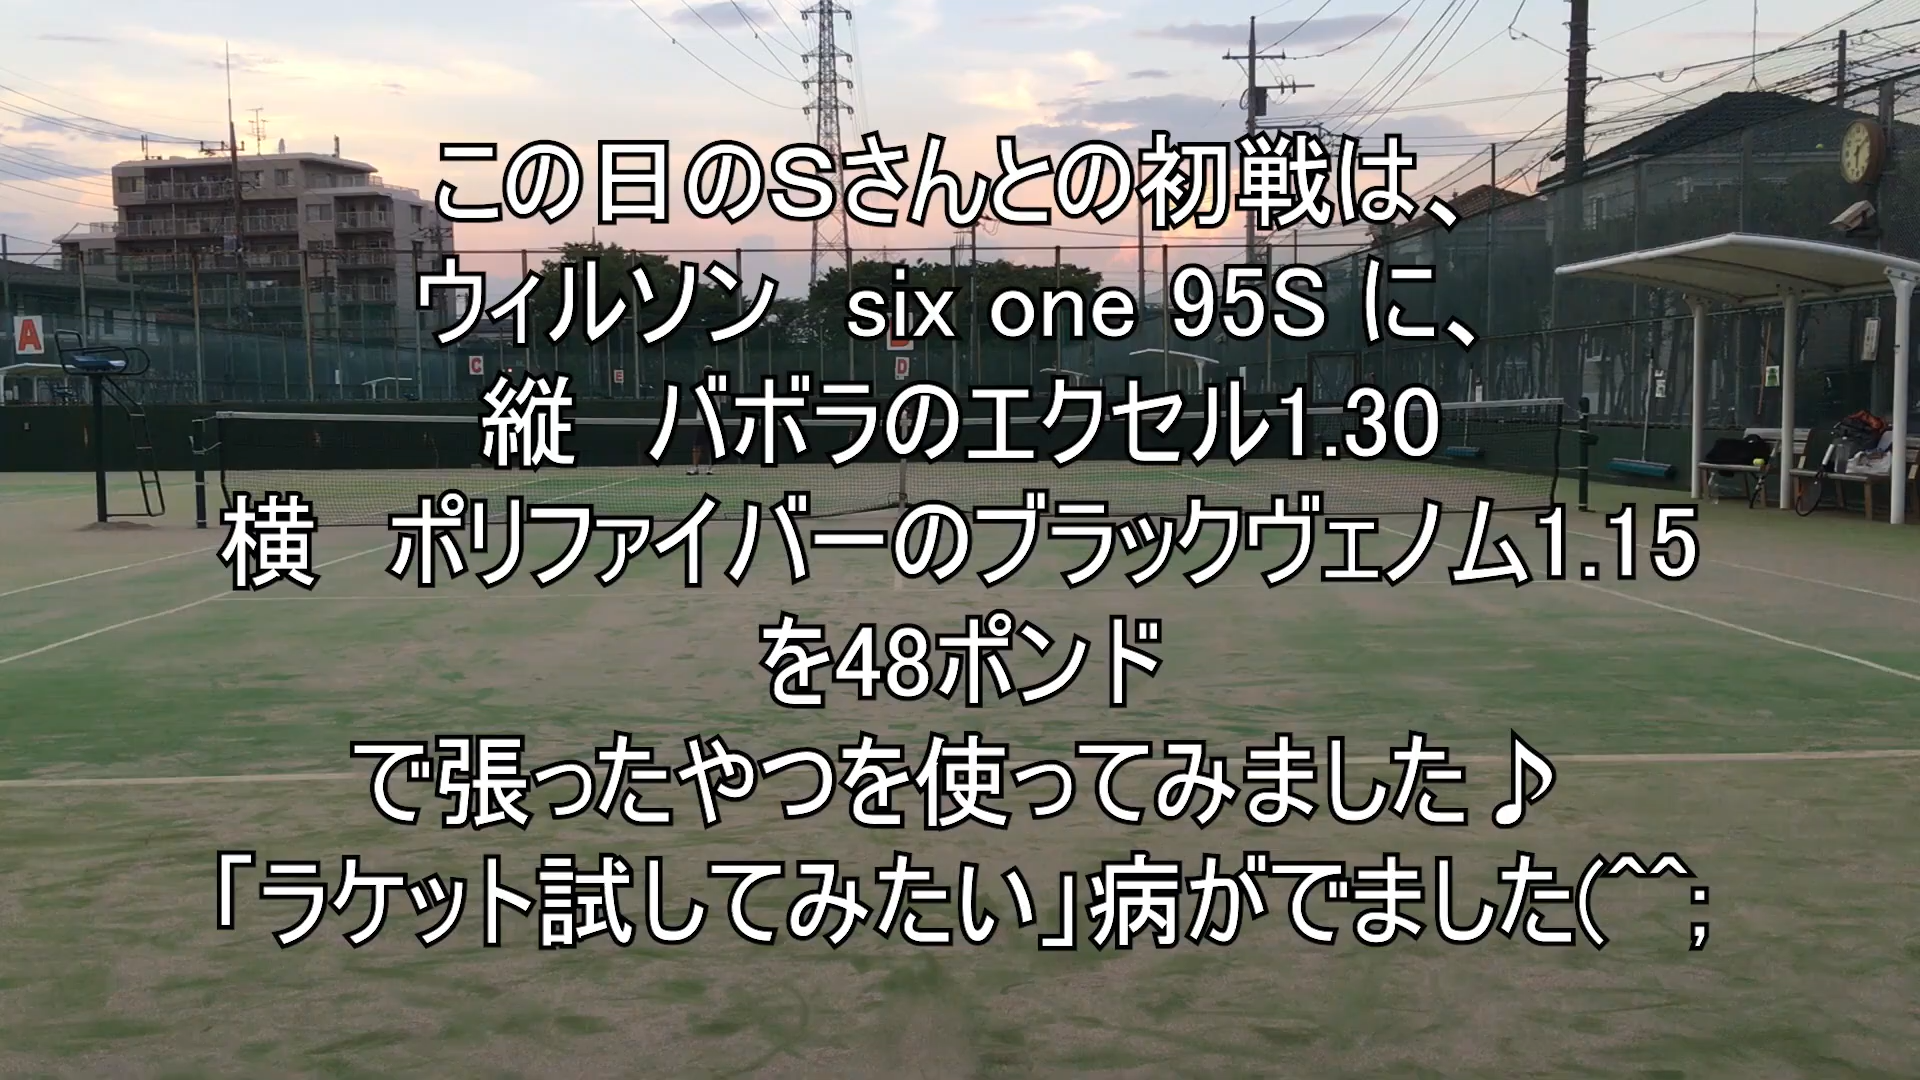 この日のSさんとの初戦は、
ウィルソン　six one 95S に、
縦　バボラのエクセル1.30
横　ポリファイバーのブラックヴェノム1.15
を48ポンド
で張ったやつを使ってみました♪
「ラケット試してみたい」病がでました(^^;
A
C
E
D